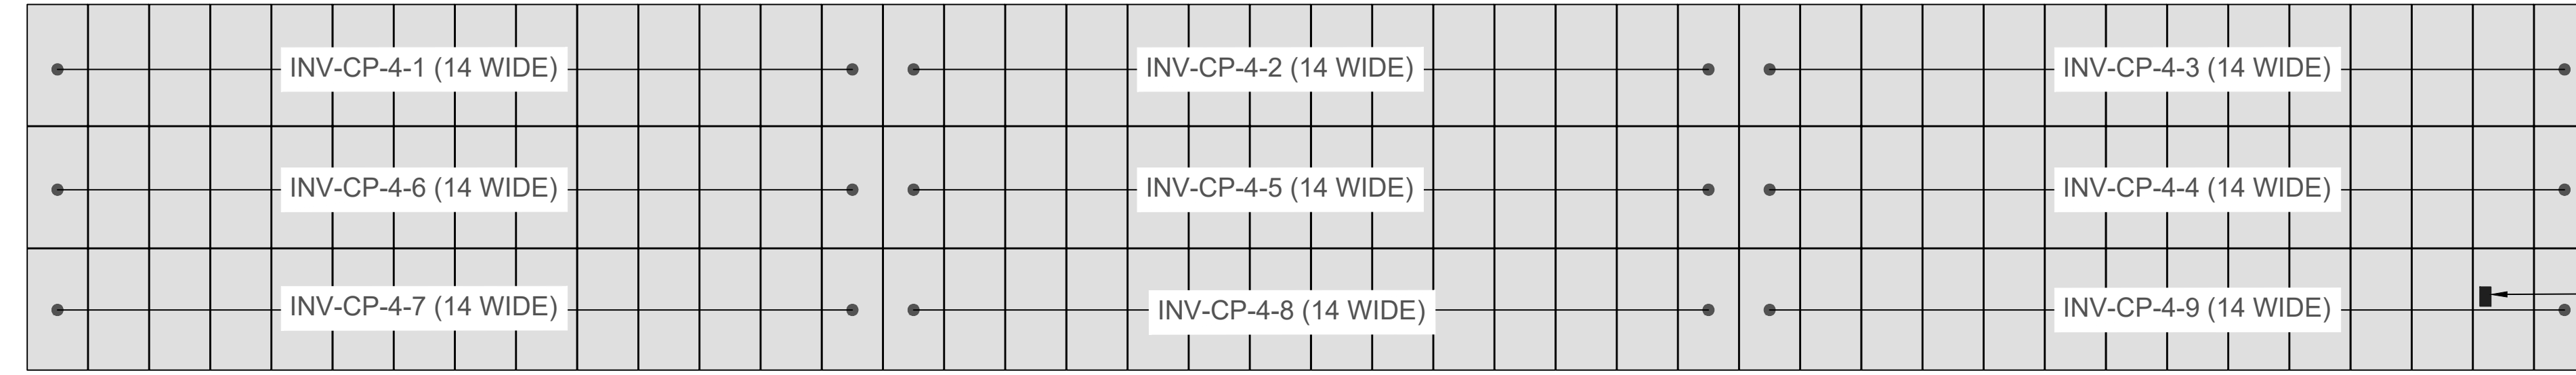 INV-CP-4-1 (14 WIDE)
INV-CP-4-2 (14 WIDE)
INV-CP-4-3 (14 WIDE)
INV-CP-4-6 (14 WIDE)
INV-CP-4-5 (14 WIDE)
INV-CP-4-4 (14 WIDE)
INV-CP-4-7 (14 WIDE)
INV-CP-4-8 (14 WIDE)
INV-CP-4-9 (14 WIDE)